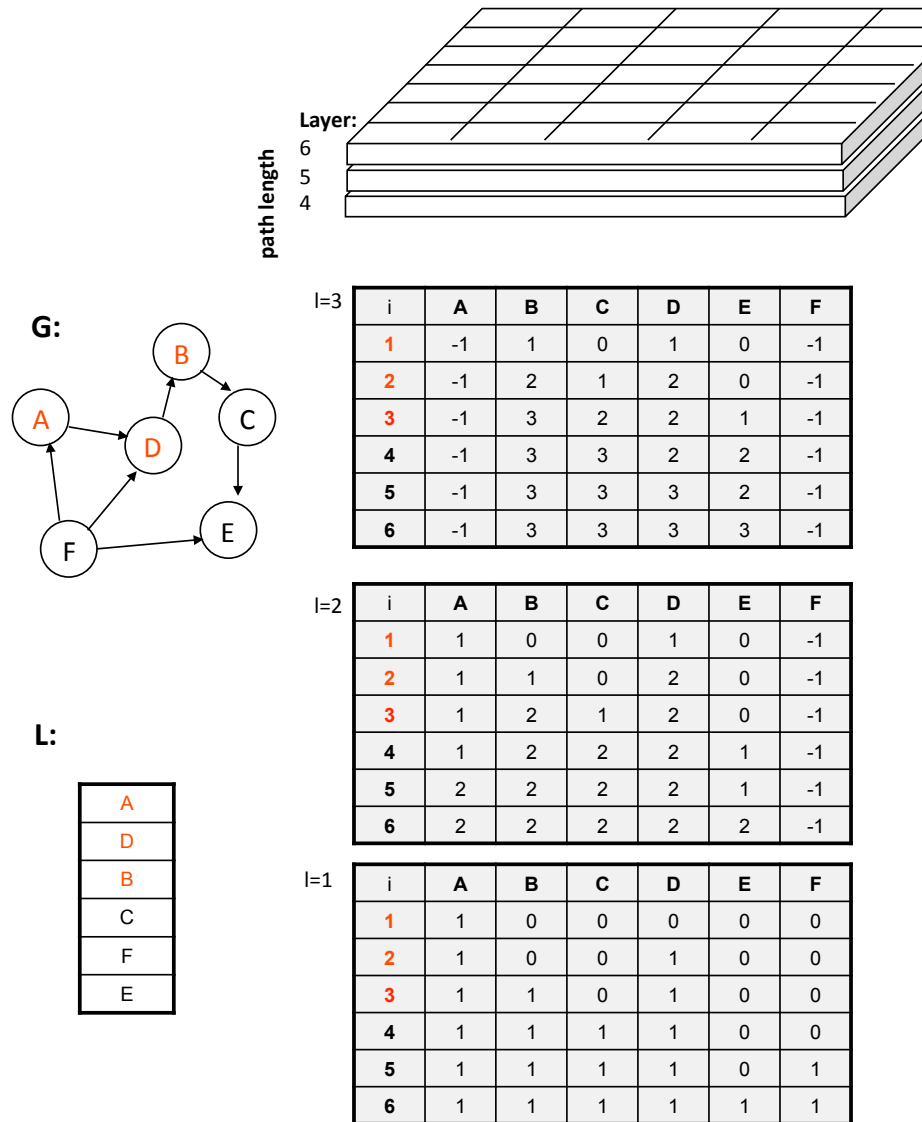 Layer:
6
5
4
path length
G:
A
B
C
D
E
F
L:
A
D
B
C
F
E
l=3
i A B C D E F
1 -1 1 0 1 0 -1
2 -1 2 1 2 0 -1
3 -1 3 2 2 1 -1
4 -1 3 3 2 2 -1
5 -1 3 3 3 2 -1
6 -1 3 3 3 3 -1
l=2
i A B C D E F
1 1 0 0 1 0 -1
2 1 1 0 2 0 -1
3 1 2 1 2 0 -1
4 1 2 2 2 1 -1
5 2 2 2 2 1 -1
6 2 2 2 2 2 -1
l=1
i A B C D E F
1 1 0 0 0 0 0
2 1 0 0 1 0 0
3 1 1 0 1 0 0
4 1 1 1 1 0 0
5 1 1 1 1 0 1
6 1 1 1 1 1 1